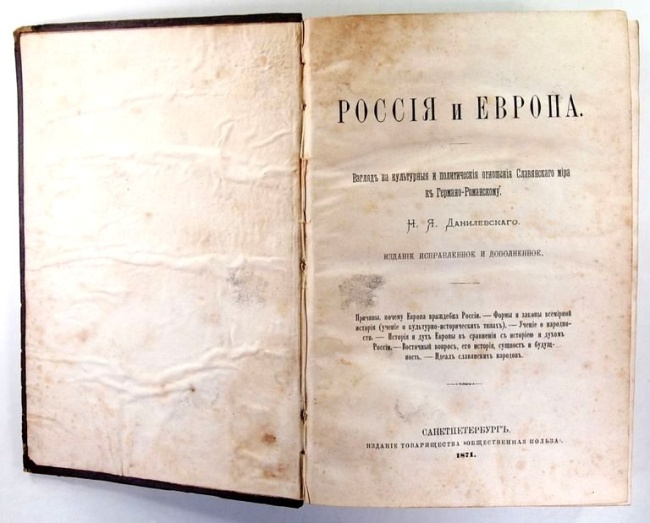 РОССІЯ и ЕВРОПА.
Взглядъ на культурныя и политическія отношенія Славянскаго міра
къ Германо-Романскому.
Н. Я. Данилевскаго.
ИЗДАНІЕ ИСПРАВЛЕННОЕ И ДОПОЛНЕННОЕ.
Причины, почему Европа враждебна Россіи. — Формы и законы всемірной
исторіи (ученіе о культурно-историческихъ типахъ). — Ученіе о народно-
сти. — Исторія и духъ Европы въ сравненіи съ исторіею и духомъ
Россіи. — Восточный вопросъ, его исторія, сущность и будущ-
ность. — Идеалъ славянскихъ народовъ.
САНКТПЕТЕРБУРГЪ.
ИЗДАНІЕ ТОВАРИЩЕСТВА «ОБЩЕСТВЕННАЯ ПОЛЬЗА».
1871.